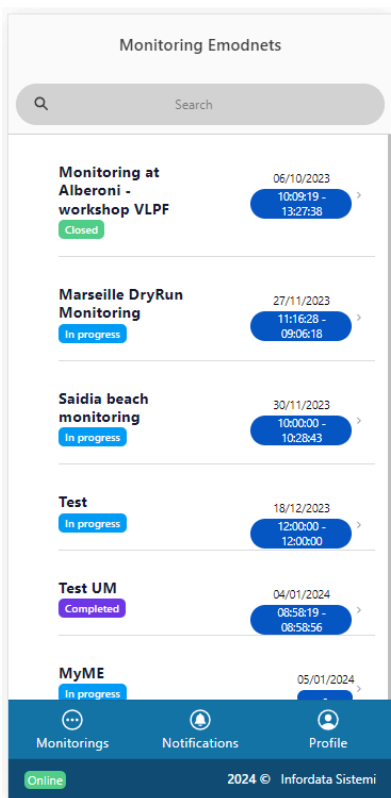 Monitoring Emodnets
Search
Monitoring at
Alberoni -
workshop VLPF
Closed
06/10/2023
10:09:19 -
13:27:38
Marseille DryRun
Monitoring
In progress
27/11/2023
11:16:28 -
09:06:18
Saidia beach
monitoring
In progress
30/11/2023
10:00:00 -
10:28:43
Test
In progress
18/12/2023
12:00:00 -
12:00:00
Test UM
Completed
04/01/2024
08:58:19 -
08:58:56
MyME
In progress
05/01/2024
-
Monitorings Notifications Profile
Online 2024 © Infordata Sistemi